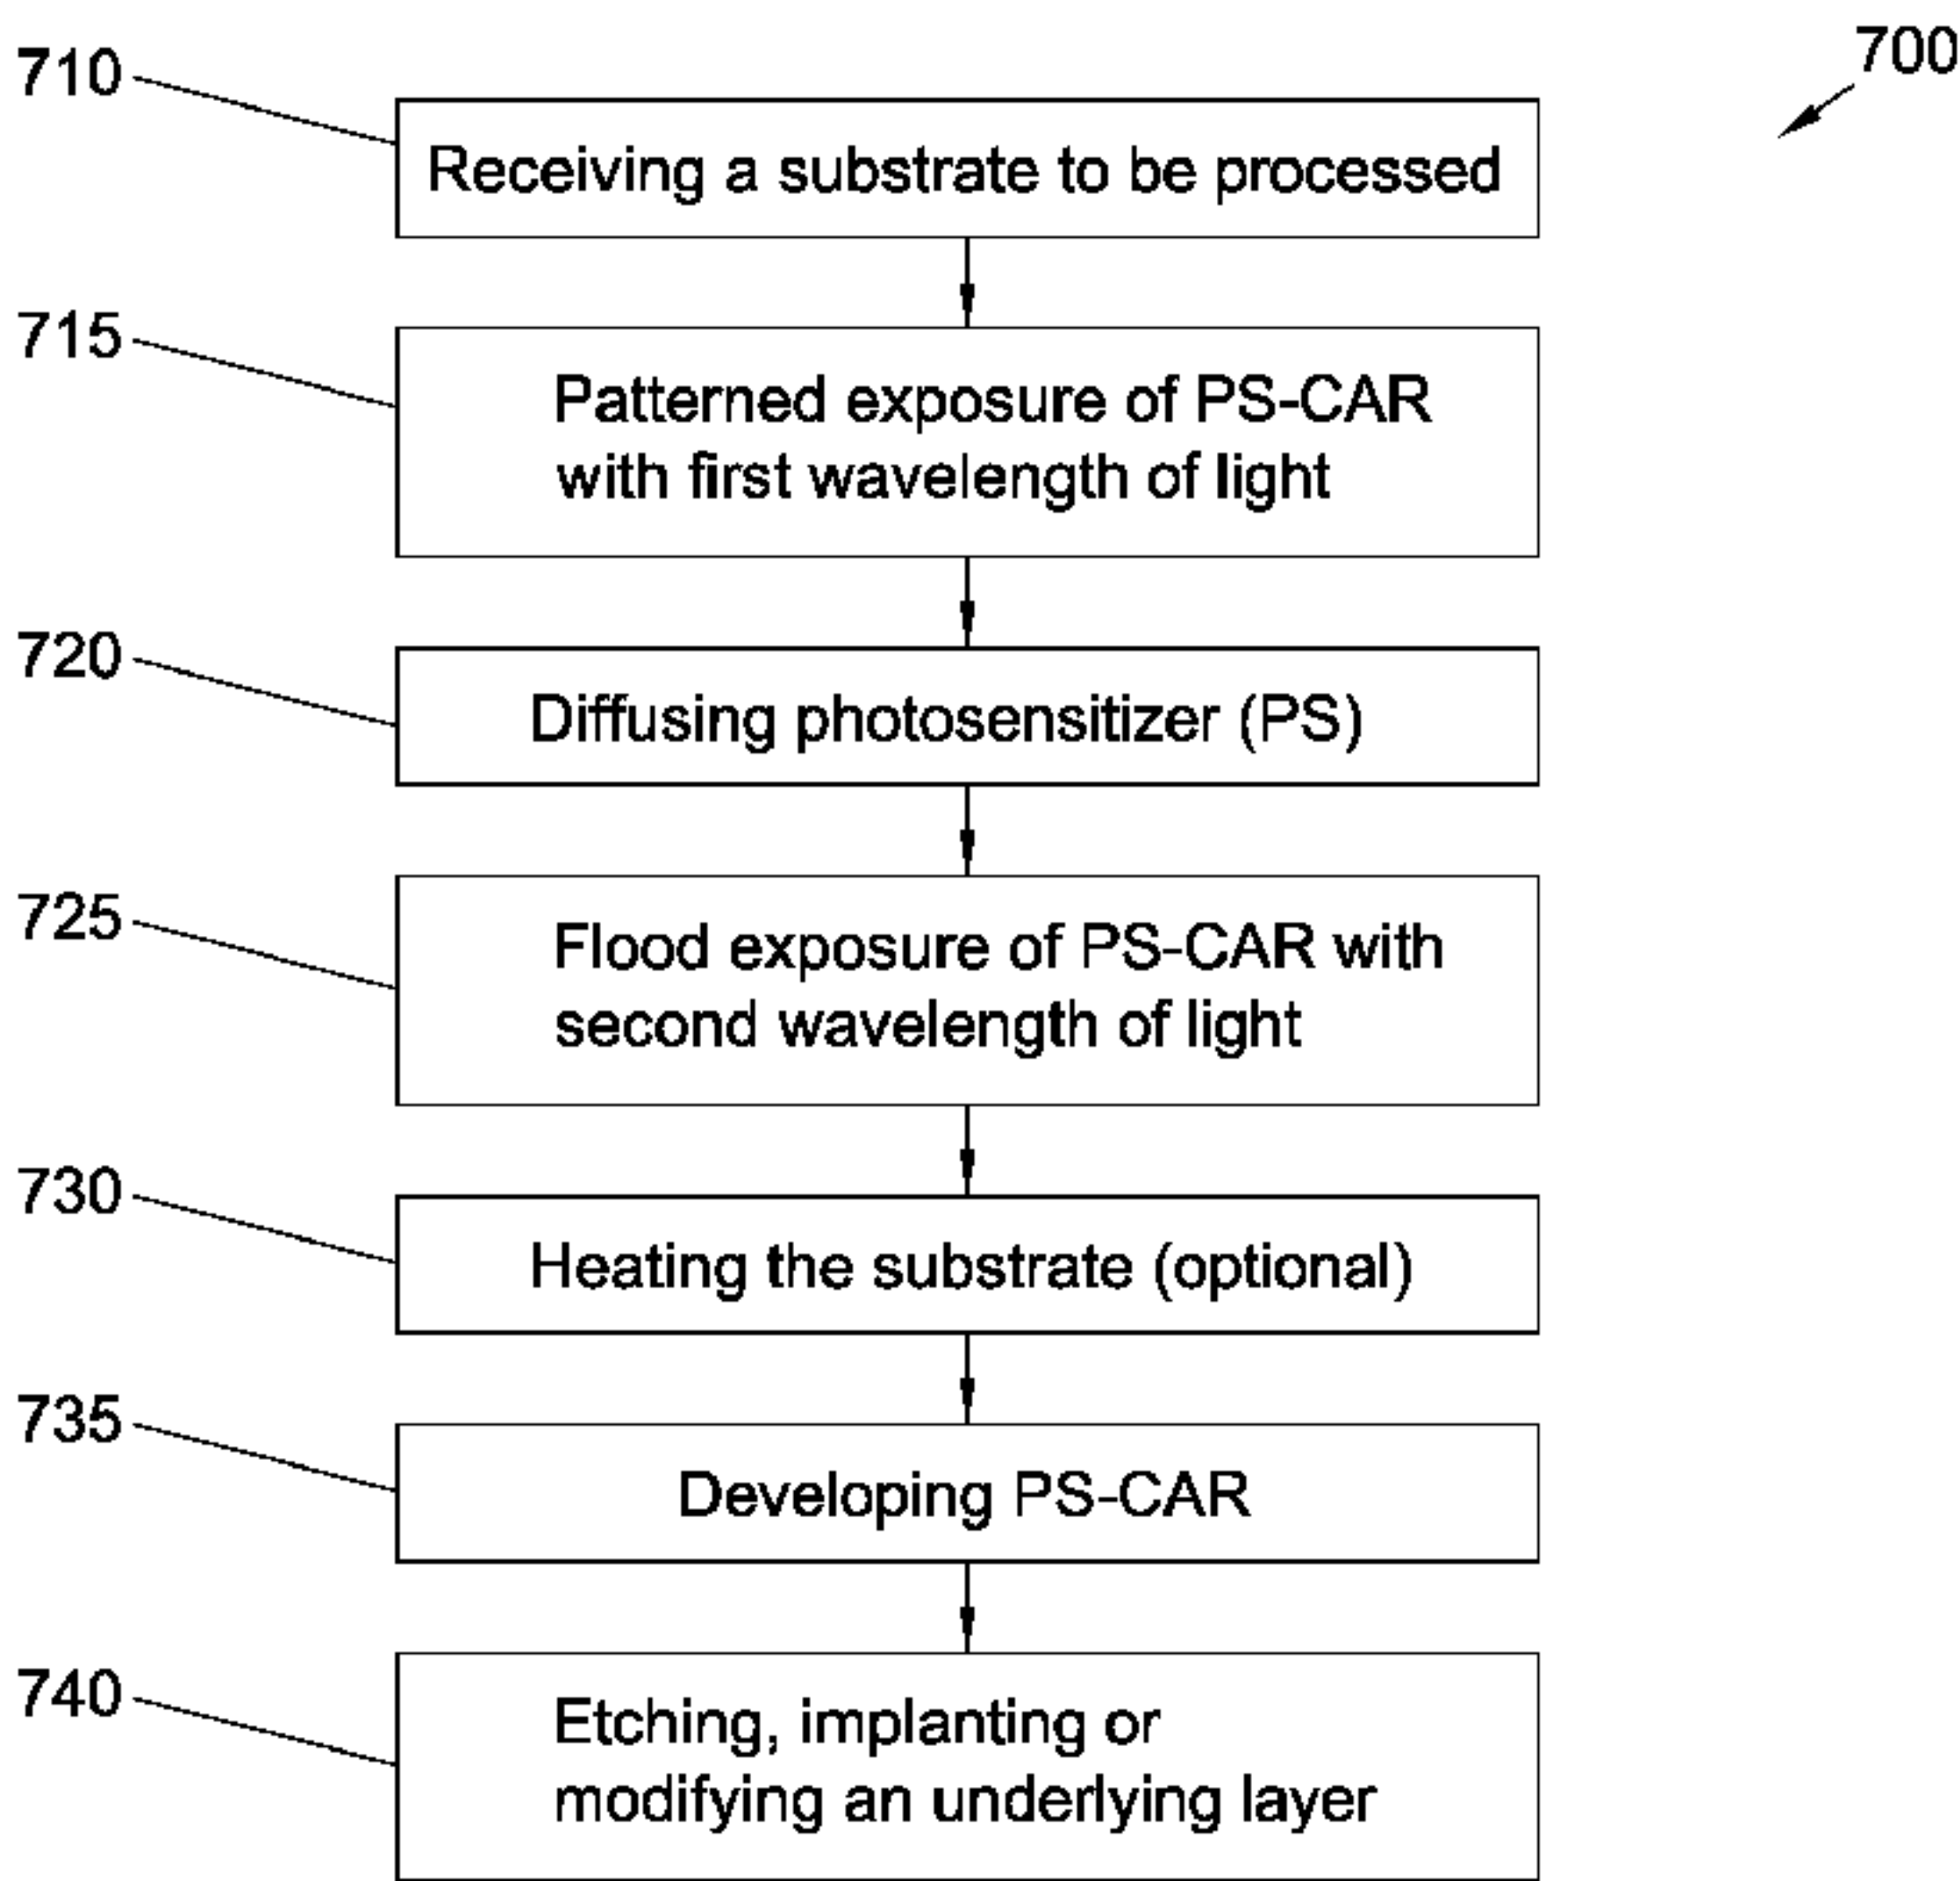 700
710
Receiving a substrate to be processed
715
Patterned exposure of PS-CAR
with first wavelength of light
720
Diffusing photosensitizer (PS)
725
Flood exposure of PS-CAR with
second wavelength of light
730
Heating the substrate (optional)
735
Developing PS-CAR
740
Etching, implanting or
modifying an underlying layer